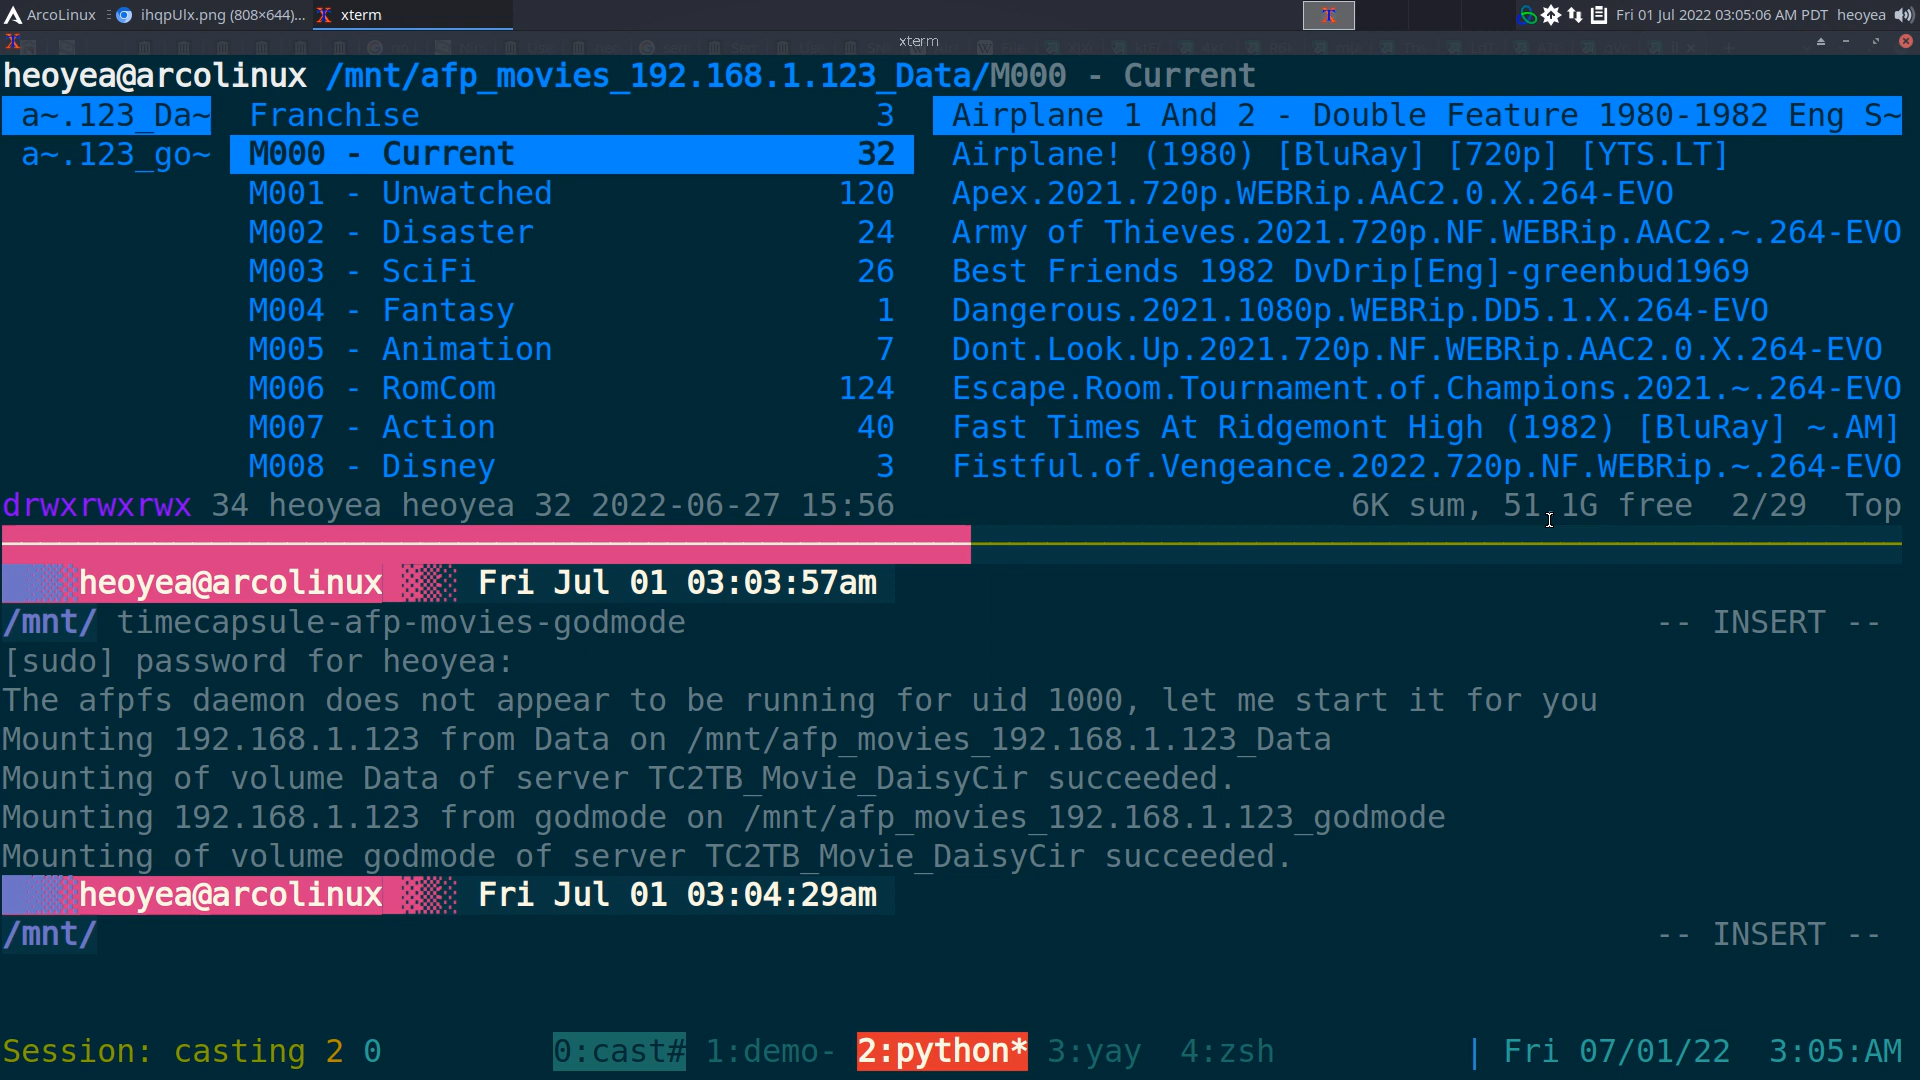 ArcoLinux ihqpUlx.png (808×644)... xterm Fri 01 Jul 2022 03:05:06 AM PDT heoyea
xterm
heoyea@arcolinux /mnt/afp_movies_192.168.1.123_Data/M000 - Current
a~.123_Da~ Franchise 3 Airplane 1 And 2 - Double Feature 1980-1982 Eng S~
a~.123_go~ M000 - Current 32 Airplane! (1980) [BluRay] [720p] [YTS.LT]
M001 - Unwatched 120 Apex.2021.720p.WEBRip.AAC2.0.X.264-EVO
M002 - Disaster 24 Army of Thieves.2021.720p.NF.WEBRip.AAC2.~.264-EVO
M003 - SciFi 26 Best Friends 1982 DvDrip[Eng]-greenbud1969
M004 - Fantasy 1 Dangerous.2021.1080p.WEBRip.DD5.1.X.264-EVO
M005 - Animation 7 Dont.Look.Up.2021.720p.NF.WEBRip.AAC2.0.X.264-EVO
M006 - RomCom 124 Escape.Room.Tournament.of.Champions.2021.~.264-EVO
M007 - Action 40 Fast Times At Ridgemont High (1982) [BluRay] ~.AM]
M008 - Disney 3 Fistful.of.Vengeance.2022.720p.NF.WEBRip.~.264-EVO
drwxrwxrwx 34 heoyea heoyea 32 2022-06-27 15:56 6K sum, 51.1G free 2/29 Top
heoyea@arcolinux Fri Jul 01 03:03:57am
/mnt/ timecapsule-afp-movies-godmode -- INSERT --
[sudo] password for heoyea:
The afpfs daemon does not appear to be running for uid 1000, let me start it for you
Mounting 192.168.1.123 from Data on /mnt/afp_movies_192.168.1.123_Data
Mounting of volume Data of server TC2TB_Movie_DaisyCir succeeded.
Mounting 192.168.1.123 from godmode on /mnt/afp_movies_192.168.1.123_godmode
Mounting of volume godmode of server TC2TB_Movie_DaisyCir succeeded.
heoyea@arcolinux Fri Jul 01 03:04:29am
/mnt/ -- INSERT --
Session: casting 2 0 0:cast# 1:demo- 2:python* 3:yay 4:zsh | Fri 07/01/22 3:05:AM